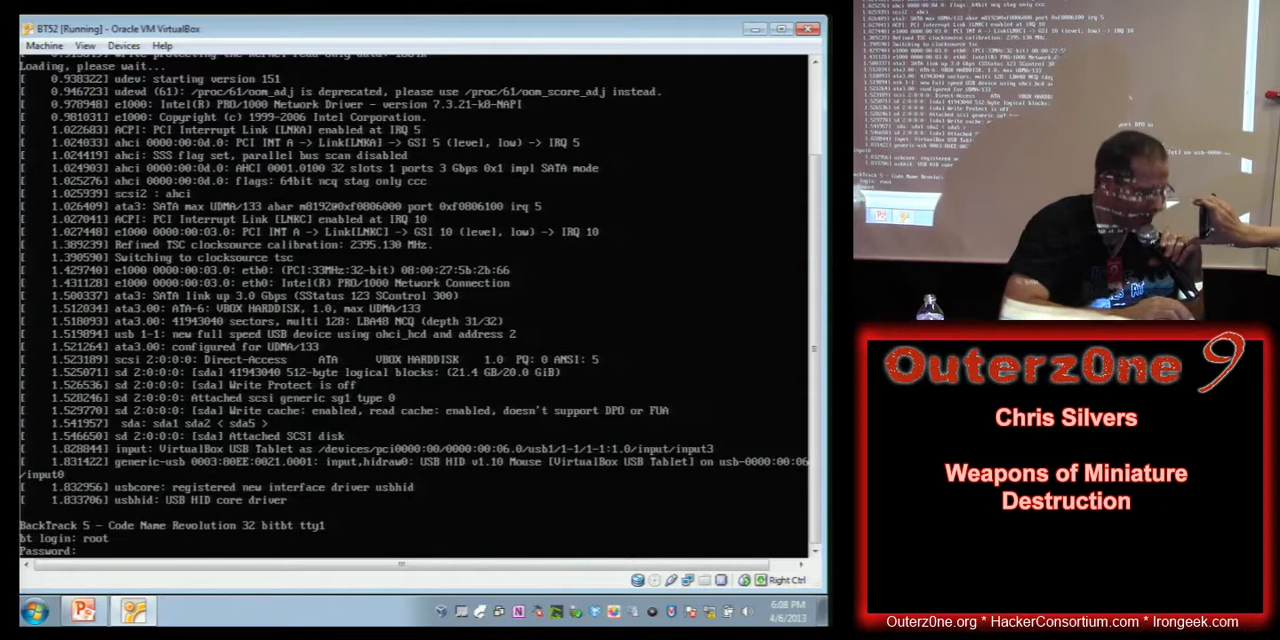 BT52 [Running] - Oracle VM VirtualBox
Machine View Devices Help
Loading, please wait...
[ 0.938322] udev: starting version 151
[ 0.946723] udevd (61): /proc/61/oom_adj is deprecated, please use /proc/61/oom_score_adj instead.
[ 0.978948] e1000: Intel(R) PRO/1000 Network Driver - version 7.3.21-k8-NAPI
[ 0.981031] e1000: Copyright (c) 1999-2006 Intel Corporation.
[ 1.022683] ACPI: PCI Interrupt Link [LNKA] enabled at IRQ 5
[ 1.024033] ahci 0000:00:0d.0: PCI INT A -> Link[LNKA] -> GSI 5 (level, low) -> IRQ 5
[ 1.024419] ahci: SSS flag set, parallel bus scan disabled
[ 1.024903] ahci 0000:00:0d.0: AHCI 0001.0100 32 slots 1 ports 3 Gbps 0x1 impl SATA mode
[ 1.025276] ahci 0000:00:0d.0: flags: 64bit ncq stag only ccc
[ 1.025939] scsi2 : ahci
[ 1.026409] ata3: SATA max UDMA/133 abar m8192@0xf0806000 port 0xf0806100 irq 5
[ 1.027041] ACPI: PCI Interrupt Link [LNKC] enabled at IRQ 10
[ 1.027448] e1000 0000:00:03.0: PCI INT A -> Link[LNKC] -> GSI 10 (level, low) -> IRQ 10
[ 1.389239] Refined TSC clocksource calibration: 2395.130 MHz.
[ 1.390590] Switching to clocksource tsc
[ 1.429740] e1000 0000:00:03.0: eth0: (PCI:33MHz:32-bit) 08:00:27:5b:2b:66
[ 1.431128] e1000 0000:00:03.0: eth0: Intel(R) PRO/1000 Network Connection
[ 1.500337] ata3: SATA link up 3.0 Gbps (SStatus 123 SControl 300)
[ 1.512034] ata3.00: ATA-6: VBOX HARDDISK, 1.0, max UDMA/133
[ 1.518093] ata3.00: 41943040 sectors, multi 128: LBA48 NCQ (depth 31/32)
[ 1.519894] usb 1-1: new full speed USB device using ohci_hcd and address 2
[ 1.521264] ata3.00: configured for UDMA/133
[ 1.523189] scsi 2:0:0:0: Direct-Access ATA VBOX HARDDISK 1.0 PQ: 0 ANSI: 5
[ 1.525071] sd 2:0:0:0: [sda] 41943040 512-byte logical blocks: (21.4 GB/20.0 GiB)
[ 1.526536] sd 2:0:0:0: [sda] Write Protect is off
[ 1.528246] sd 2:0:0:0: Attached scsi generic sg1 type 0
[ 1.529770] sd 2:0:0:0: [sda] Write cache: enabled, read cache: enabled, doesn't support DPO or FUA
[ 1.541957] sda: sda1 sda2 < sda5 >
[ 1.546650] sd 2:0:0:0: [sda] Attached SCSI disk
[ 1.828844] input: VirtualBox USB Tablet as /devices/pci0000:00/0000:00:06.0/usb1/1-1/1-1:1.0/input/input3
[ 1.831422] generic-usb 0003:80EE:0021.0001: input,hidraw0: USB HID v1.10 Mouse [VirtualBox USB Tablet] on usb-0000:00:06
/input0
[ 1.832956] usbcore: registered new interface driver usbhid
[ 1.833706] usbhid: USB HID core driver
BackTrack 5 - Code Name Revolution 32 bitbt tty1
bt login: root
Password:
Right Ctrl
6:08 PM
4/6/2013
Outerz0ne 9
Chris Silvers
Weapons of Miniature
Destruction
Outerz0ne.org * HackerConsortium.com * Irongeek.com